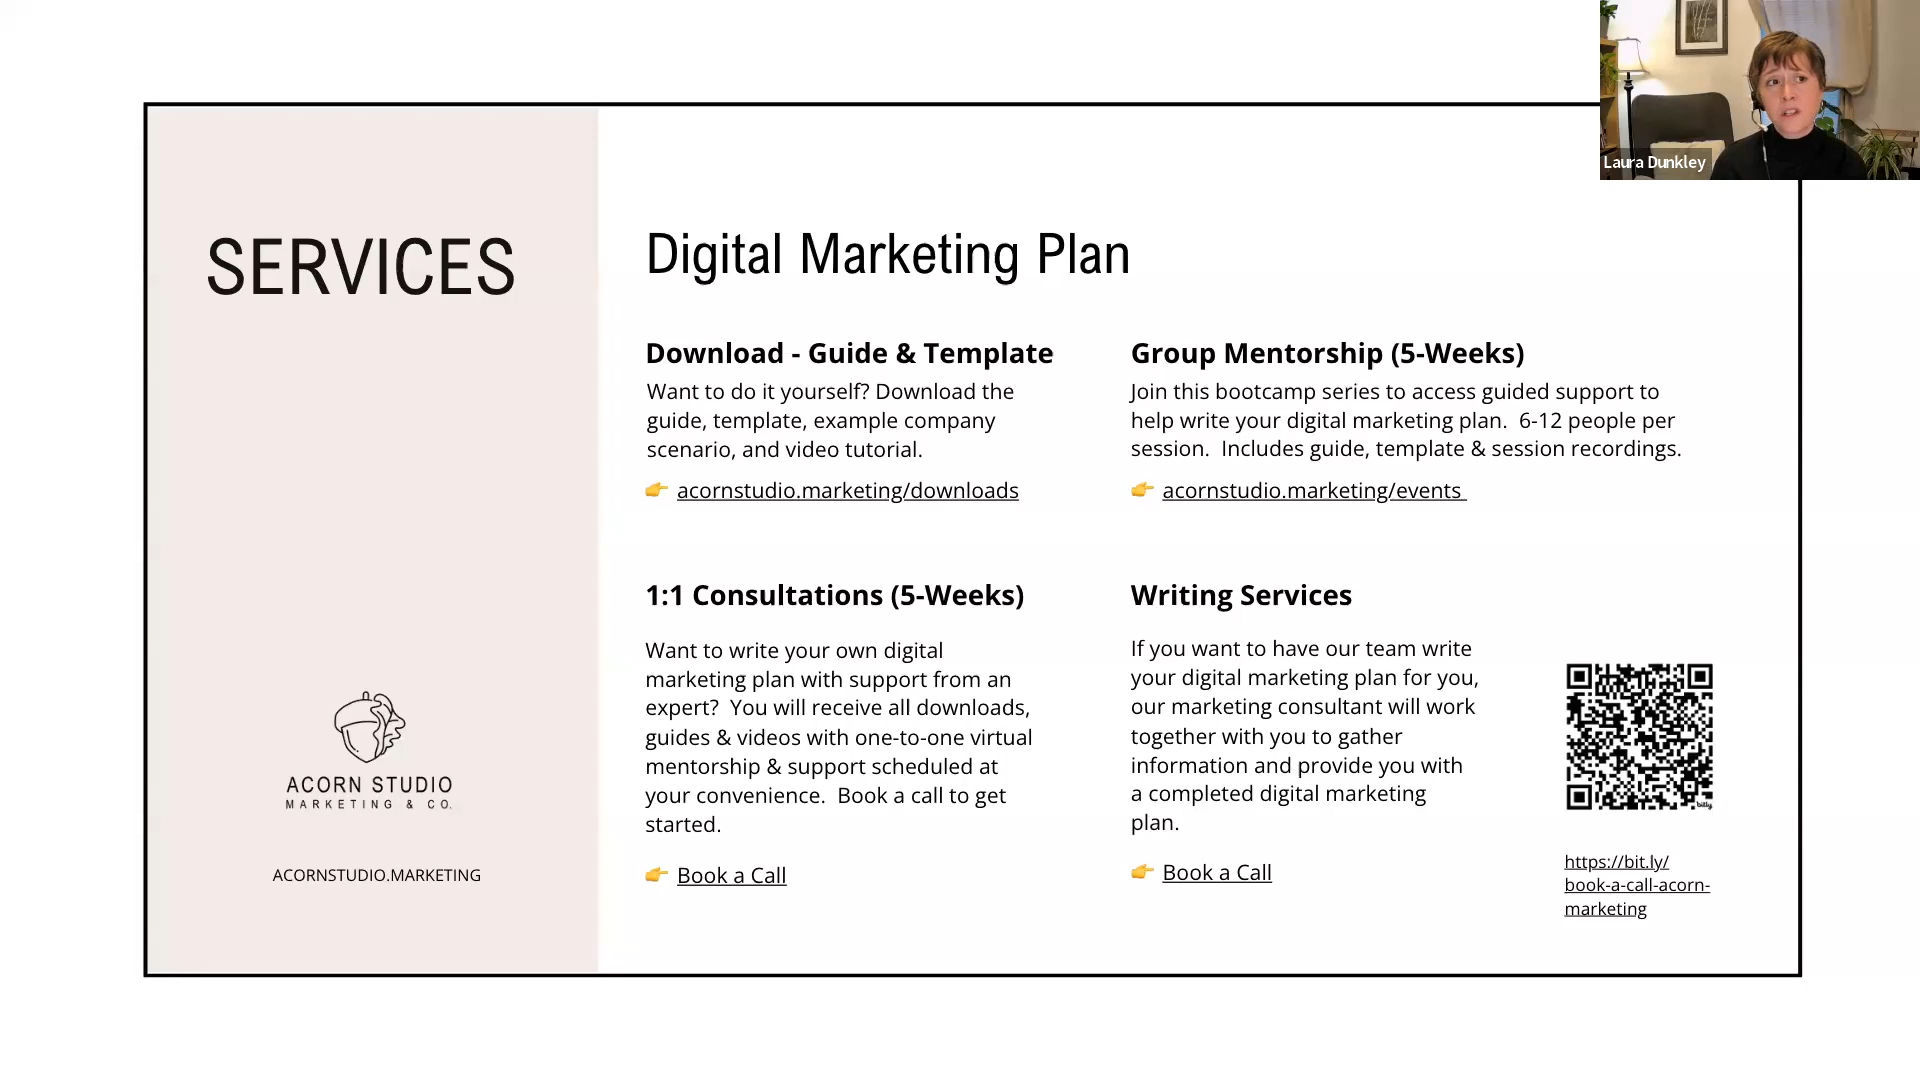 Laura Dunkley
SERVICES
ACORN STUDIO
MARKETING & CO.
ACORNSTUDIO.MARKETING
Digital Marketing Plan
Download - Guide & Template
Want to do it yourself? Download the
guide, template, example company
scenario, and video tutorial.
👉 acornstudio.marketing/downloads
Group Mentorship (5-Weeks)
Join this bootcamp series to access guided support to
help write your digital marketing plan.  6-12 people per
session.  Includes guide, template & session recordings.
👉 acornstudio.marketing/events
1:1 Consultations (5-Weeks)
Want to write your own digital
marketing plan with support from an
expert?  You will receive all downloads,
guides & videos with one-to-one virtual
mentorship & support scheduled at
your convenience.  Book a call to get
started.
👉 Book a Call
Writing Services
If you want to have our team write
your digital marketing plan for you,
our marketing consultant will work
together with you to gather
information and provide you with
a completed digital marketing
plan.
👉 Book a Call
bitly
https://bit.ly/
book-a-call-acorn-
marketing